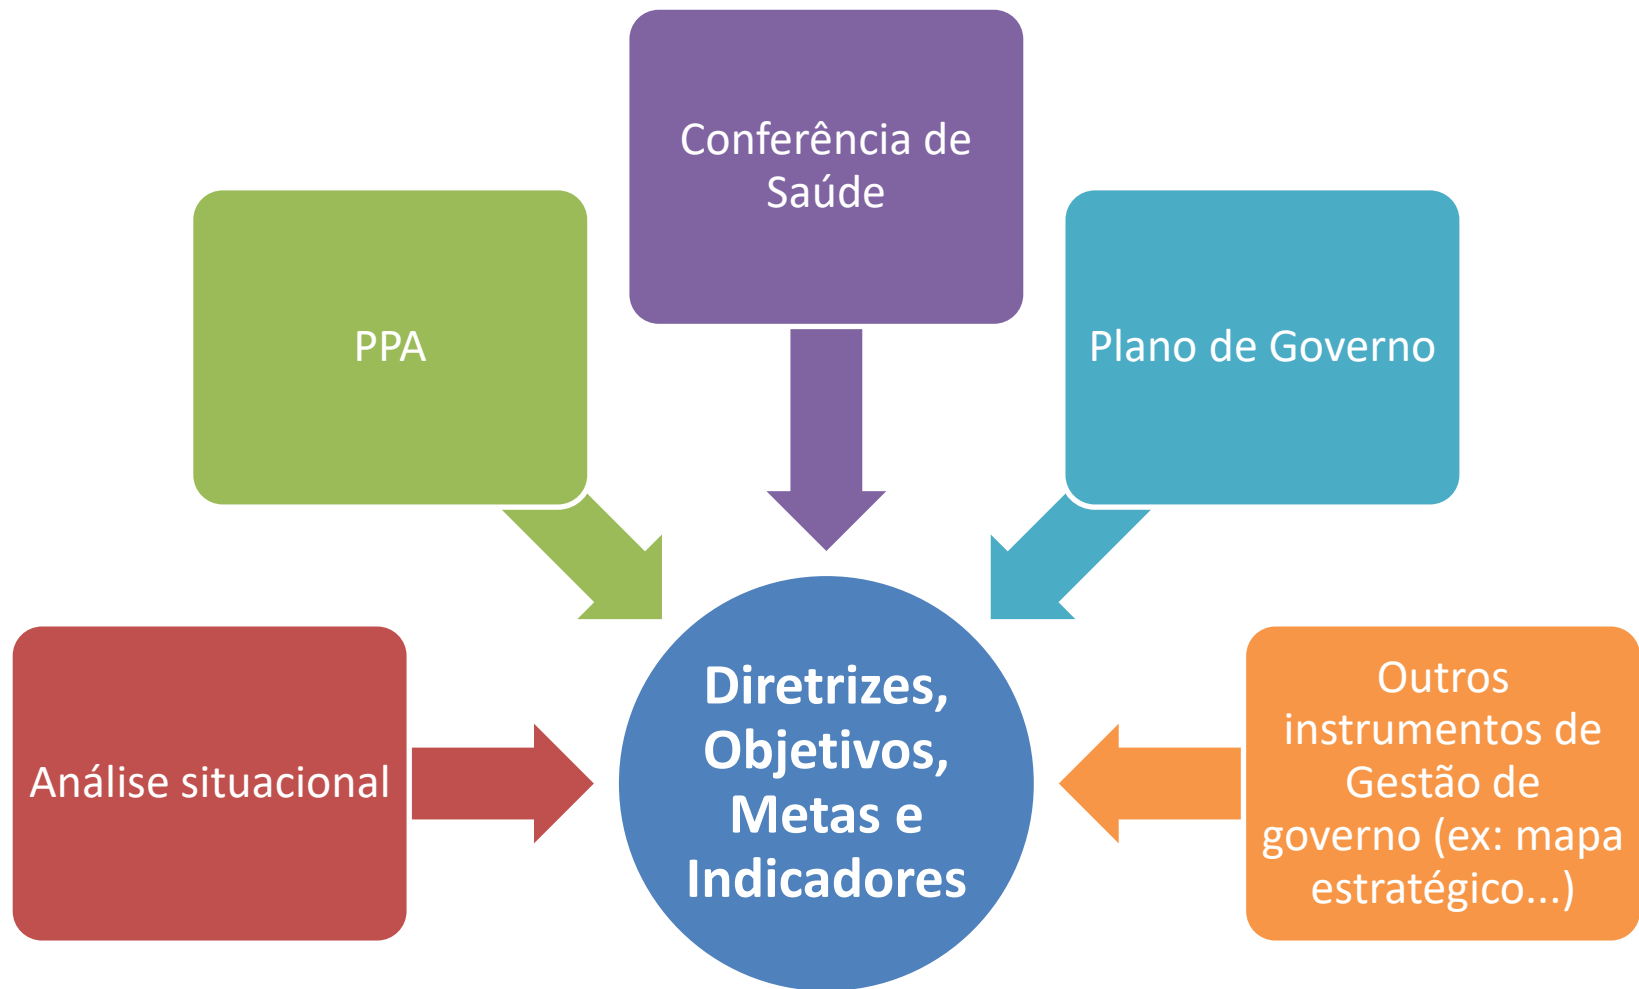 Conferência de
Saúde
PPA
Plano de Governo
Análise situacional
Diretrizes,
Objetivos,
Metas e
Indicadores
Outros
instrumentos de
Gestão de
governo (ex: mapa
estratégico...)